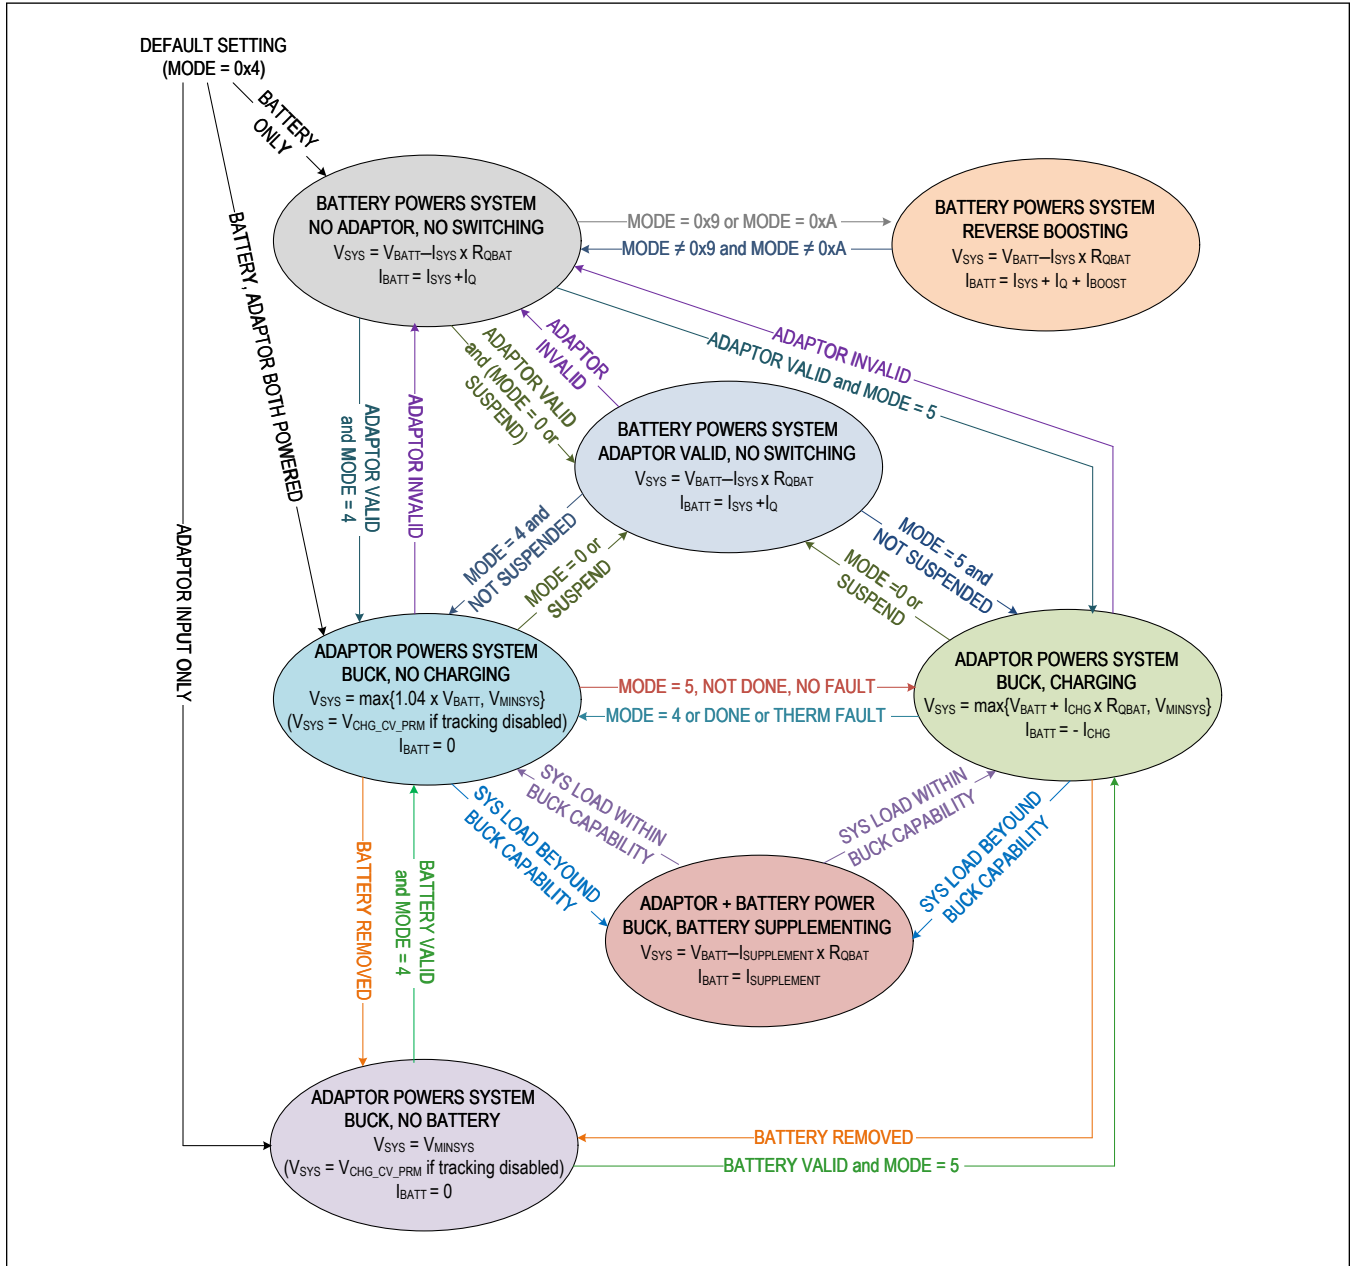 DEFAULT SETTING
(MODE = 0x4)
BATTERY
ONLY
BATTERY, ADAPTOR BOTH POWERED
ADAPTOR INPUT ONLY
BATTERY POWERS SYSTEM
NO ADAPTOR, NO SWITCHING
VSYS = VBATT–ISYS x RQBAT
IBATT = ISYS +IQ
MODE = 0x9 or MODE = 0xA
MODE ≠ 0x9 and MODE ≠ 0xA
BATTERY POWERS SYSTEM
REVERSE BOOSTING
VSYS = VBATT–ISYS x RQBAT
IBATT = ISYS + IQ + IBOOST
ADAPTOR VALID
and MODE = 4
ADAPTOR INVALID
ADAPTOR VALID
and (MODE = 0 or
SUSPEND)
ADAPTOR
INVALID
ADAPTOR INVALID
ADAPTOR VALID and MODE = 5
BATTERY POWERS SYSTEM
ADAPTOR VALID, NO SWITCHING
VSYS = VBATT–ISYS x RQBAT
IBATT = ISYS +IQ
MODE = 4 and
NOT SUSPENDED
MODE = 0 or
SUSPEND
MODE = 5 and
NOT SUSPENDED
MODE =0 or
SUSPEND
ADAPTOR POWERS SYSTEM
BUCK, NO CHARGING
VSYS = max{1.04 x VBATT, VMINSYS}
(VSYS = VCHG_CV_PRM if tracking disabled)
IBATT = 0
MODE = 5, NOT DONE, NO FAULT
MODE = 4 or DONE or THERM FAULT
ADAPTOR POWERS SYSTEM
BUCK, CHARGING
VSYS = max{VBATT + ICHG x RQBAT, VMINSYS}
IBATT = - ICHG
SYS LOAD WITHIN
BUCK CAPABILITY
SYS LOAD BEYOUND
BUCK CAPABILITY
SYS LOAD WITHIN
BUCK CAPABILITY
SYS LOAD BEYOUND
BUCK CAPABILITY
BATTERY REMOVED
BATTERY VALID
and MODE = 4
ADAPTOR + BATTERY POWER
BUCK, BATTERY SUPPLEMENTING
VSYS = VBATT–ISUPPLEMENT x RQBAT
IBATT = ISUPPLEMENT
ADAPTOR POWERS SYSTEM
BUCK, NO BATTERY
VSYS = VMINSYS
(VSYS = VCHG_CV_PRM if tracking disabled)
IBATT = 0
BATTERY REMOVED
BATTERY VALID and MODE = 5